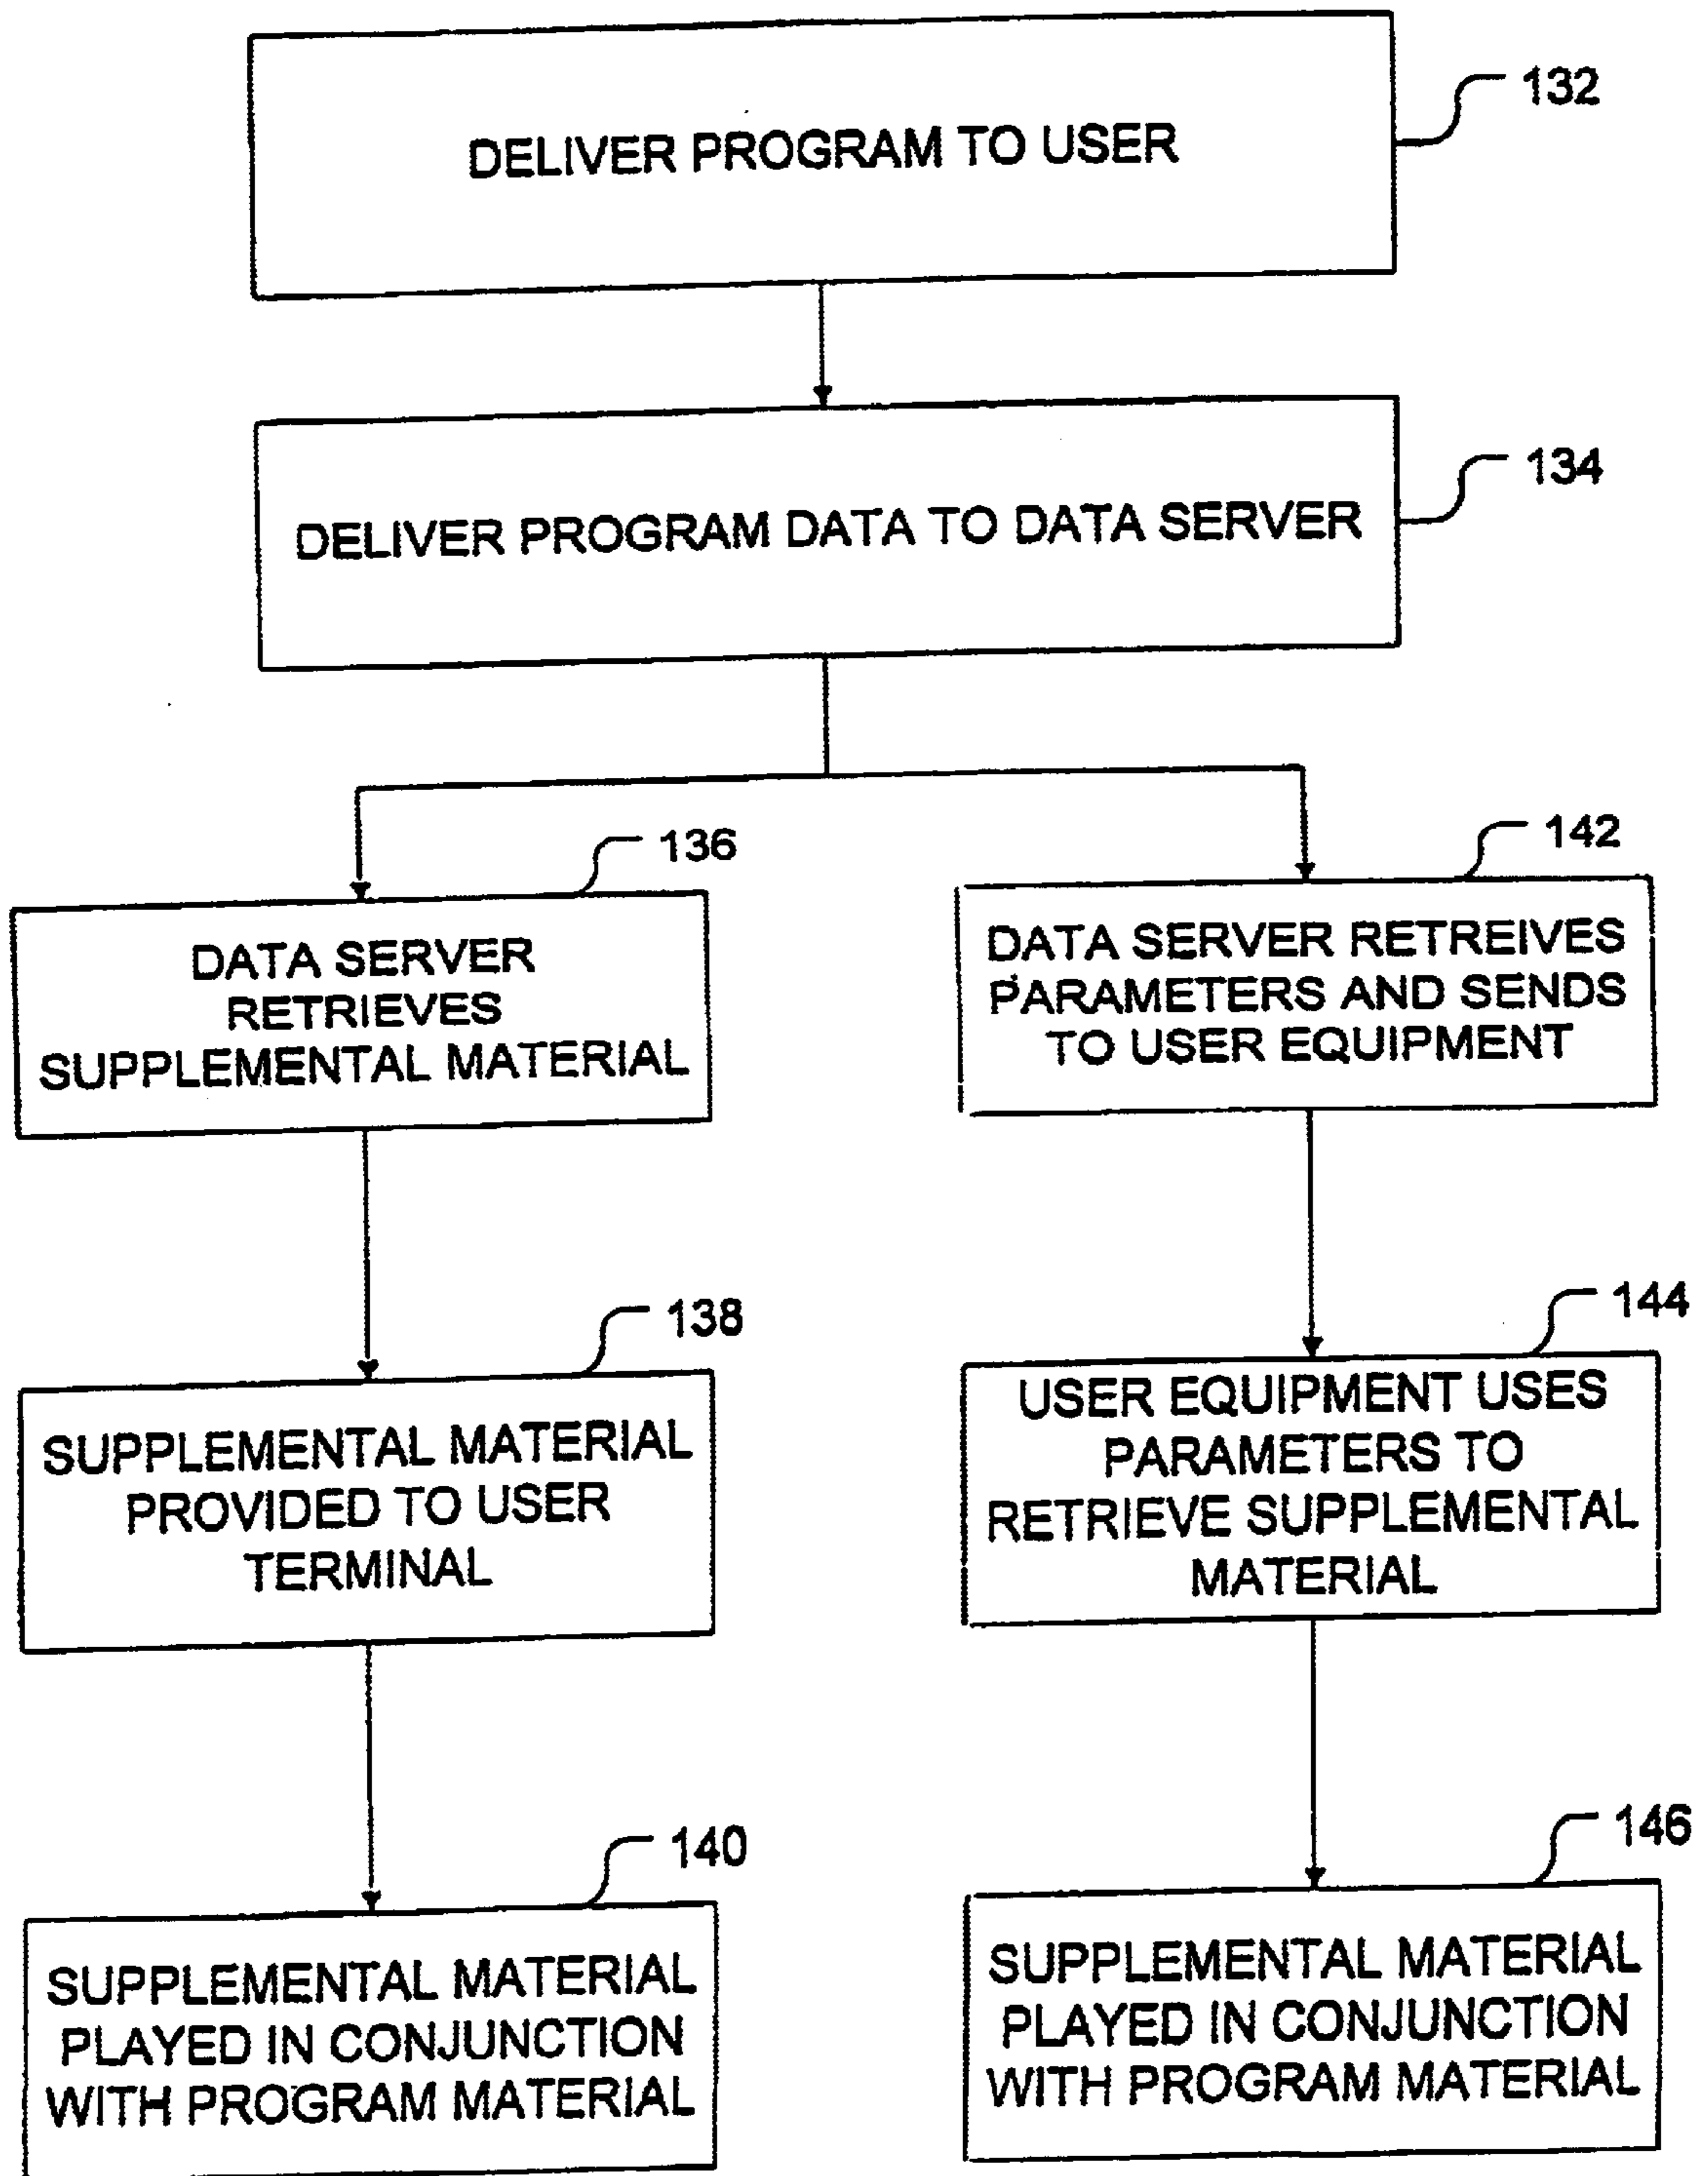 132
DELIVER PROGRAM TO USER
134
DELIVER PROGRAM DATA TO DATA SERVER
136
DATA SERVER
RETRIEVES
SUPPLEMENTAL MATERIAL
142
DATA SERVER RETREIVES
PARAMETERS AND SENDS
TO USER EQUIPMENT
138
SUPPLEMENTAL MATERIAL
PROVIDED TO USER
TERMINAL
144
USER EQUIPMENT USES
PARAMETERS TO
RETRIEVE SUPPLEMENTAL
MATERIAL
140
SUPPLEMENTAL MATERIAL
PLAYED IN CONJUNCTION
WITH PROGRAM MATERIAL
146
SUPPLEMENTAL MATERIAL
PLAYED IN CONJUNCTION
WITH PROGRAM MATERIAL